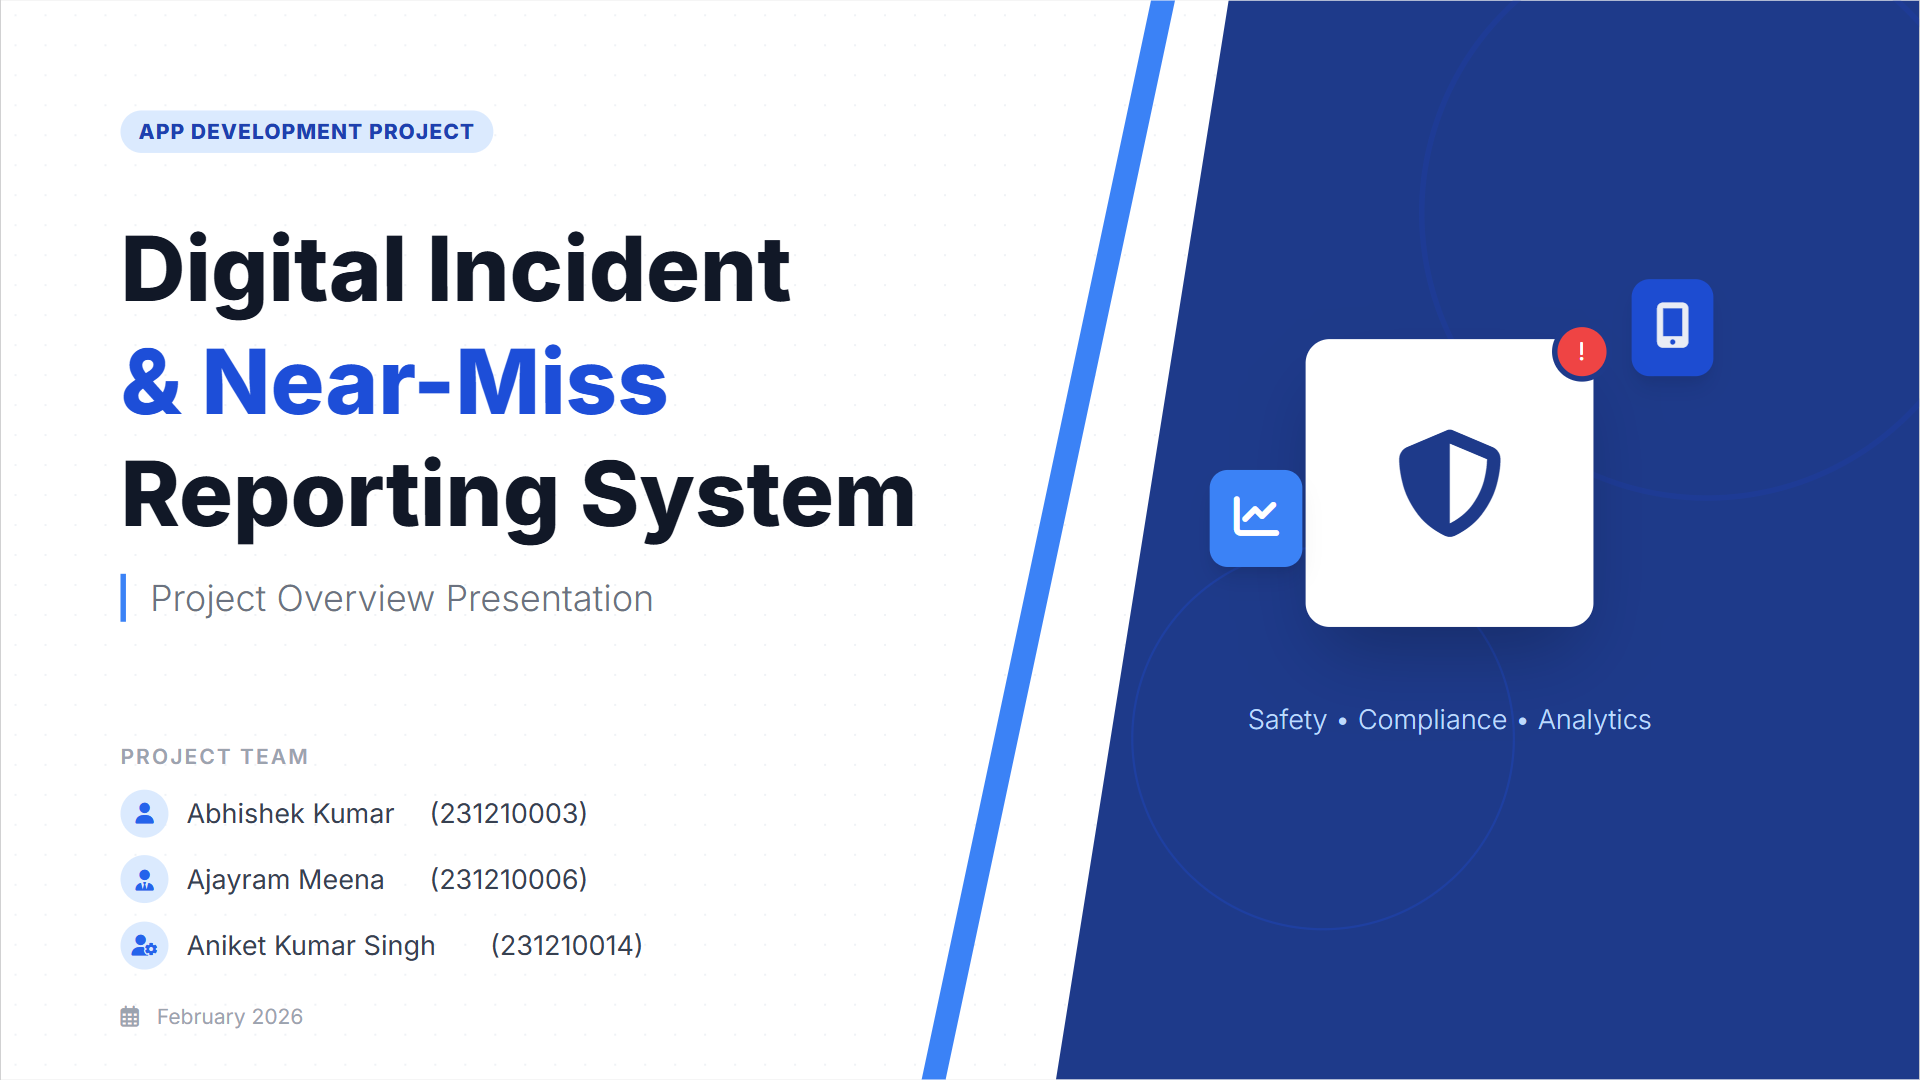 APP DEVELOPMENT PROJECT
Digital Incident
& Near-Miss
Reporting System
Project Overview Presentation
PROJECT TEAM
Abhishek Kumar (231210003)
Ajayram Meena (231210006)
Aniket Kumar Singh (231210014)
February 2026
!
Safety • Compliance • Analytics